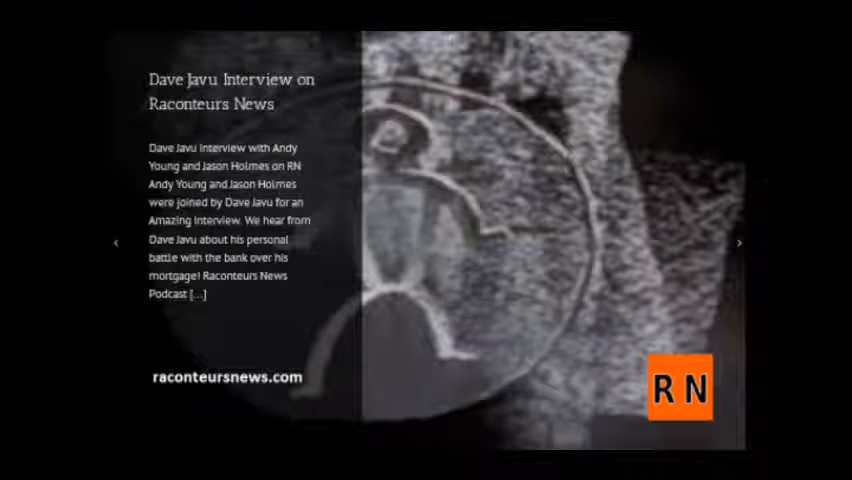 Dave Javu Interview on
Raconteurs News
Dave Javu Interview with Andy
Young and Jason Holmes on RN
Andy Young and Jason Holmes
were joined by Dave Javu for an
Amazing Interview. We hear from
Dave Javu about his personal
battle with the bank over his
mortgage! Raconteurs News
Podcast [...]
raconteursnews.com
R N